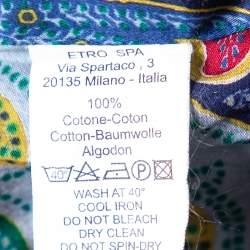 ETRO SPA
Via Spartaco , 3
20135 Milano - Italia
100%
Cotone-Coton
Cotton-Baumwolle
Algodon
40°
WASH AT 40°
COOL IRON
DO NOT BLEACH
DRY CLEAN
DO NOT SPIN-DRY